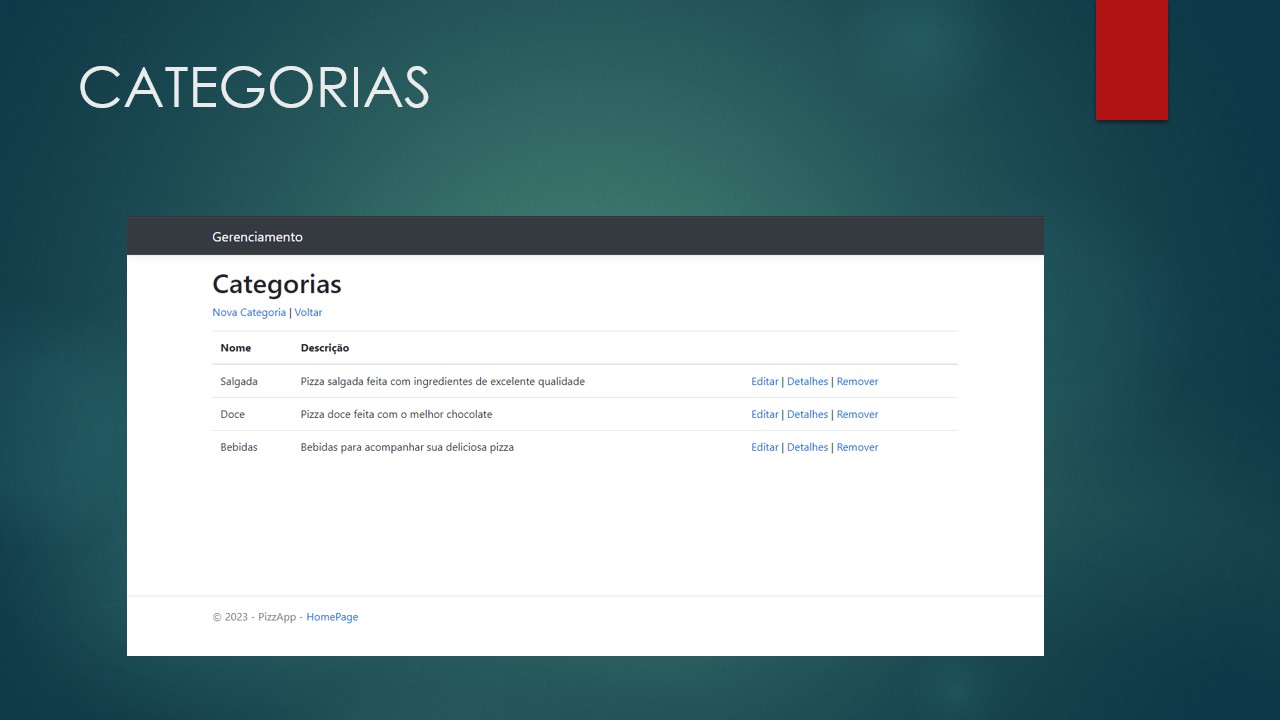 CATEGORIAS
Gerenciamento
Categorias
Nova Categoria | Voltar
Nome Descrição
Salgada Pizza salgada feita com ingredientes de excelente qualidade Editar | Detalhes | Remover
Doce Pizza doce feita com o melhor chocolate Editar | Detalhes | Remover
Bebidas Bebidas para acompanhar sua deliciosa pizza Editar | Detalhes | Remover
© 2023 - PizzApp - HomePage